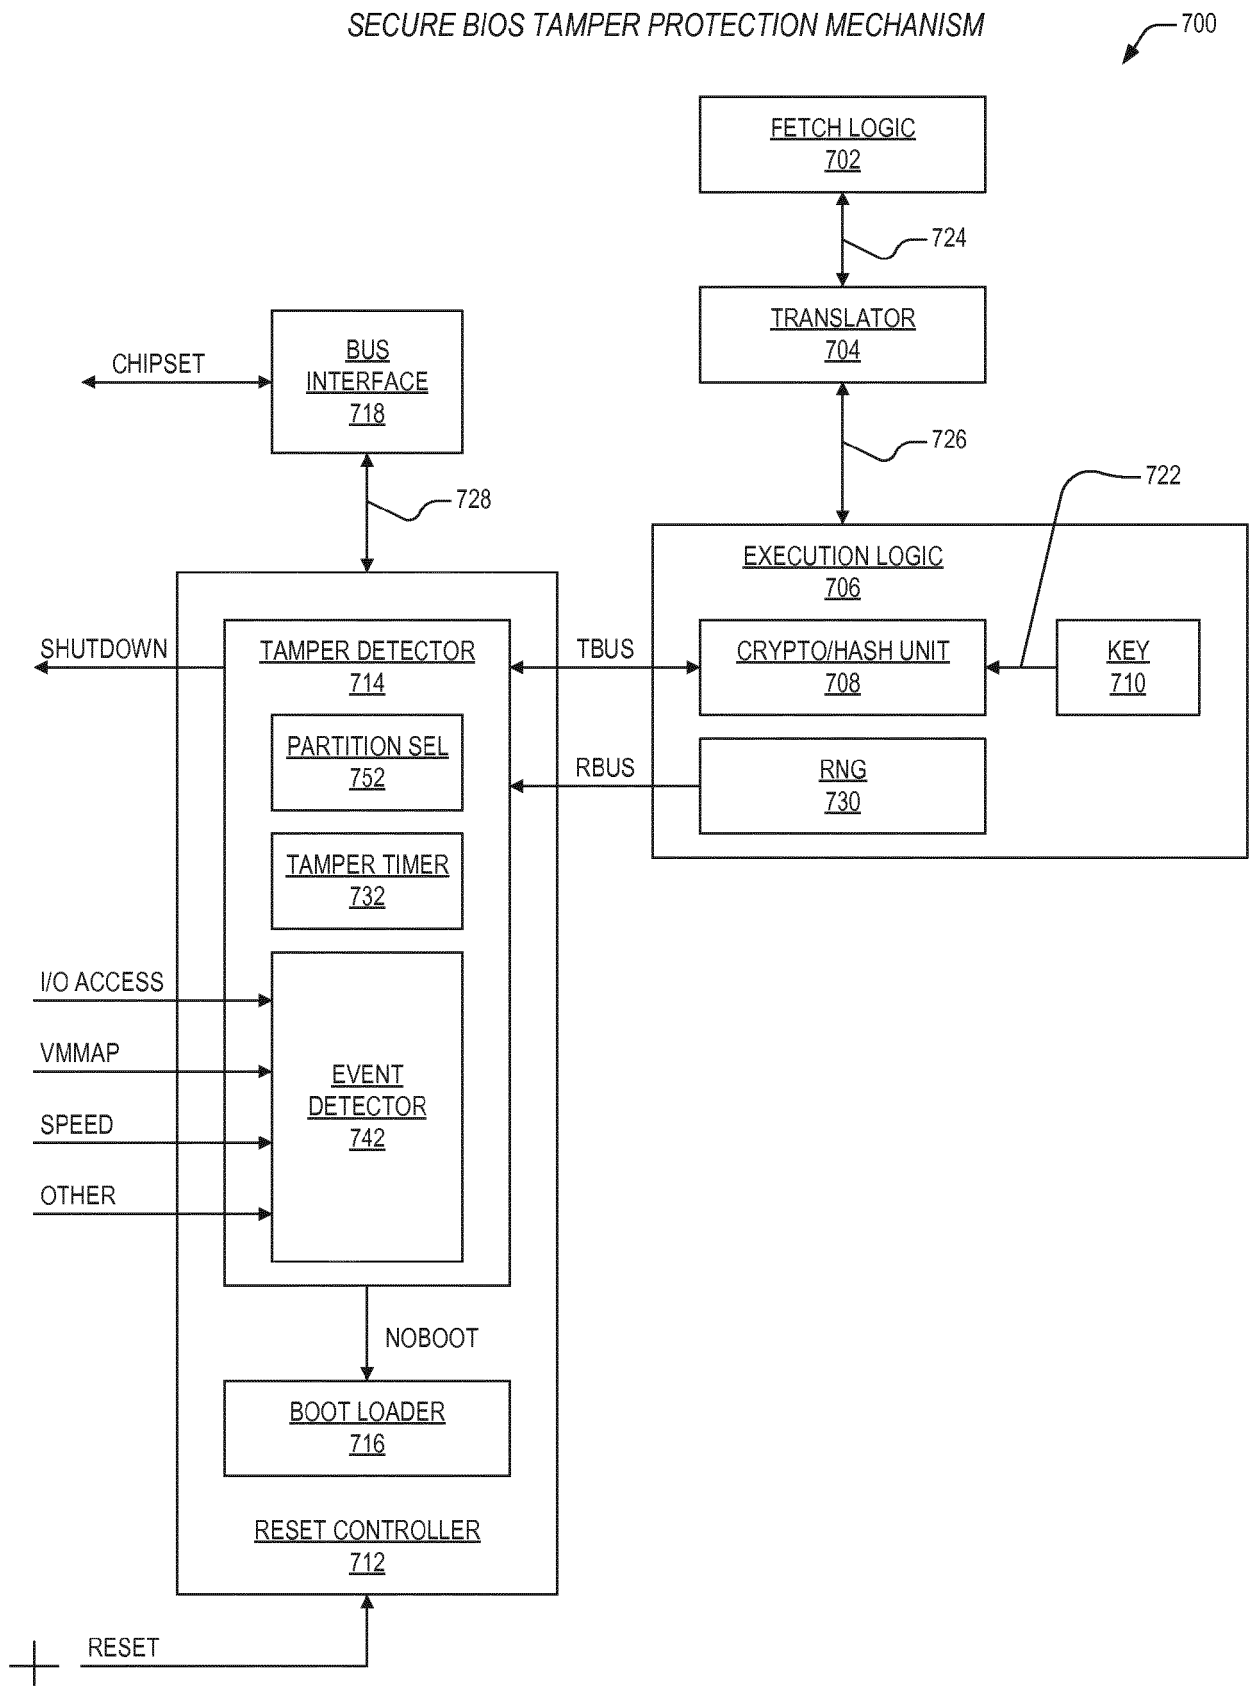 SECURE BIOS TAMPER PROTECTION MECHANISM
700
FETCH LOGIC
702
724
TRANSLATOR
704
726
BUS
INTERFACE
718
CHIPSET
728
722
EXECUTION LOGIC
706
CRYPTO/HASH UNIT
708
KEY
710
RNG
730
TBUS
RBUS
SHUTDOWN
TAMPER DETECTOR
714
PARTITION SEL
752
TAMPER TIMER
732
I/O ACCESS
VMMAP
SPEED
OTHER
EVENT
DETECTOR
742
NOBOOT
BOOT LOADER
716
RESET CONTROLLER
712
RESET